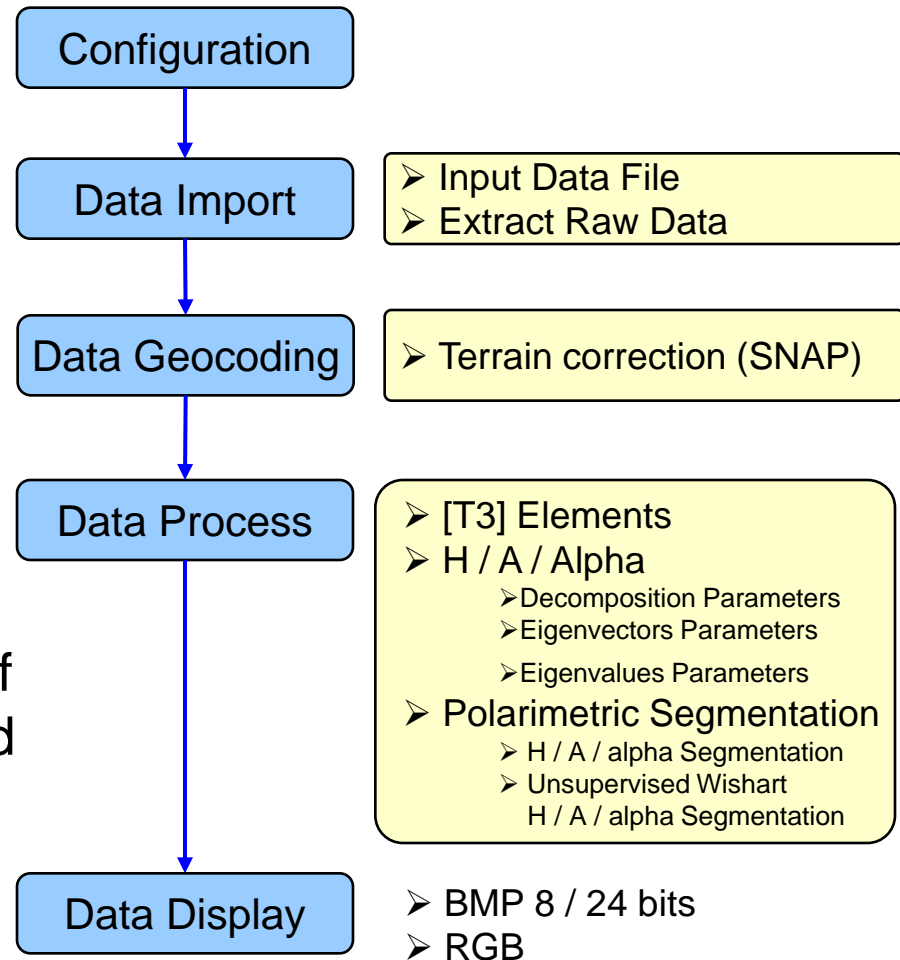 Configuration
Data Import
➢ Input Data File
➢ Extract Raw Data
Data Geocoding
➢ Terrain correction (SNAP)
Data Process
➢ [T3] Elements
➢ H / A / Alpha
➢Decomposition Parameters
➢Eigenvectors Parameters
➢Eigenvalues Parameters
➢ Polarimetric Segmentation
➢ H / A / alpha Segmentation
➢ Unsupervised Wishart
H / A / alpha Segmentation
Data Display
➢ BMP 8 / 24 bits
➢ RGB